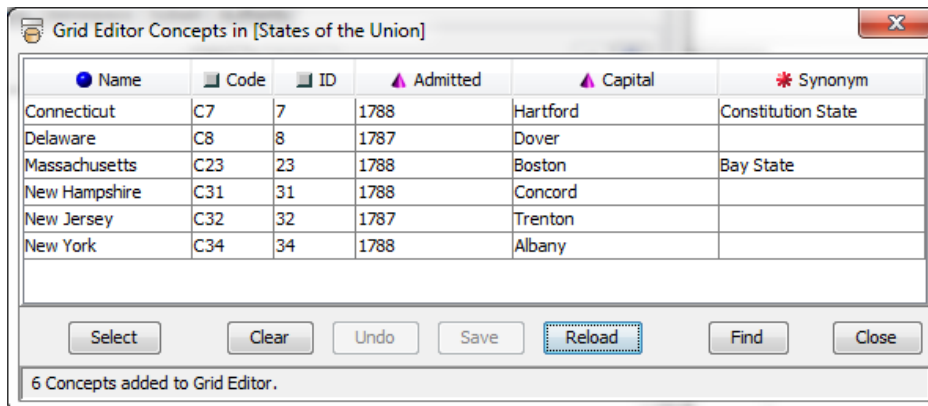 Grid Editor Concepts in [States of the Union]
Name Code ID Admitted Capital Synonym
Connecticut C7 7 1788 Hartford Constitution State
Delaware C8 8 1787 Dover
Massachusetts C23 23 1788 Boston Bay State
New Hampshire C31 31 1788 Concord
New Jersey C32 32 1787 Trenton
New York C34 34 1788 Albany
Select Clear Undo Save Reload Find Close
6 Concepts added to Grid Editor.